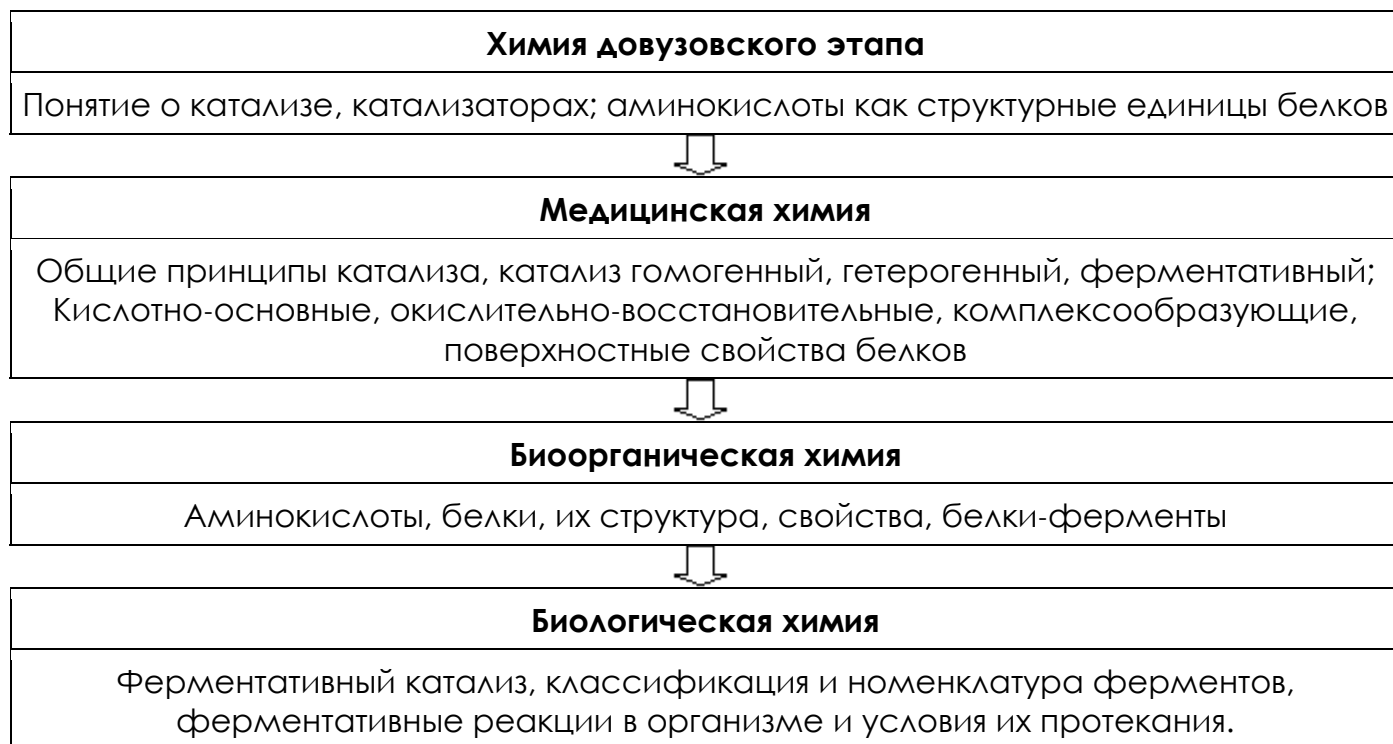 Химия довузовского этапа
Понятие о катализе, катализаторах; аминокислоты как структурные единицы белков
Медицинская химия
Общие принципы катализа, катализ гомогенный, гетерогенный, ферментативный;
Кислотно-основные, окислительно-восстановительные, комплексообразующие,
поверхностные свойства белков
Биоорганическая химия
Аминокислоты, белки, их структура, свойства, белки-ферменты
Биологическая химия
Ферментативный катализ, классификация и номенклатура ферментов,
ферментативные реакции в организме и условия их протекания.